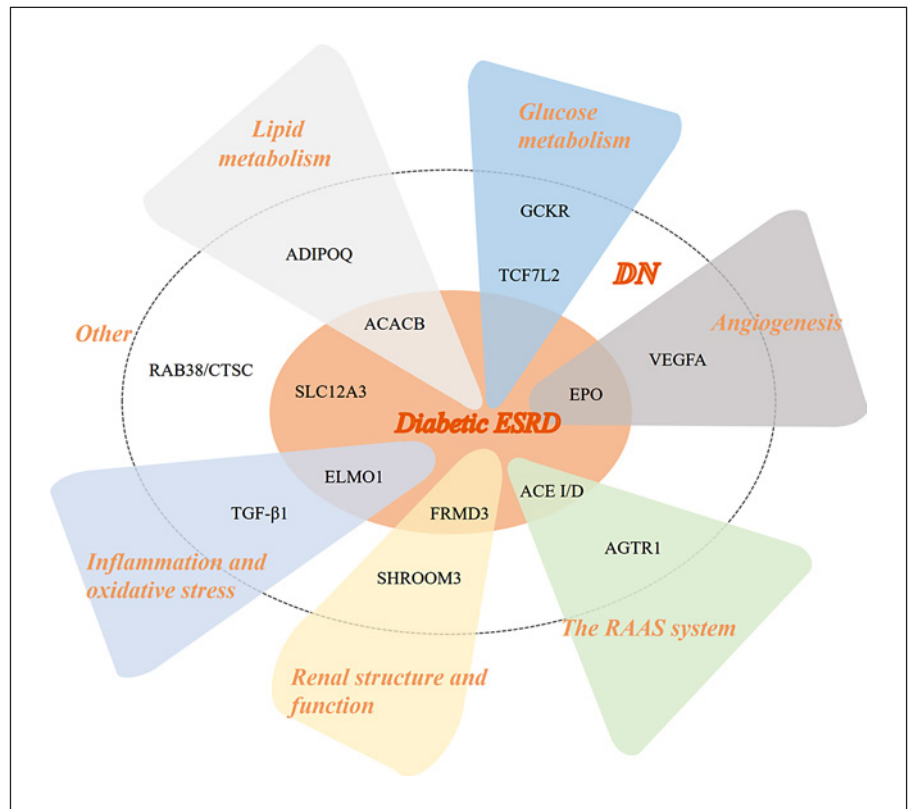 Glucose
metabolism
Lipid
metabolism
GCKR
ADIPOQ
TCF7L2
DN
Other
ACACB
Angiogenesis
VEGFA
RAB38/CTSC
SLC12A3
EPO
Diabetic ESRD
ELMO1
ACE I/D
TGF-β1
FRMD3
AGTR1
Inflammation and
oxidative stress
SHROOM3
The RAAS system
Renal structure and
function